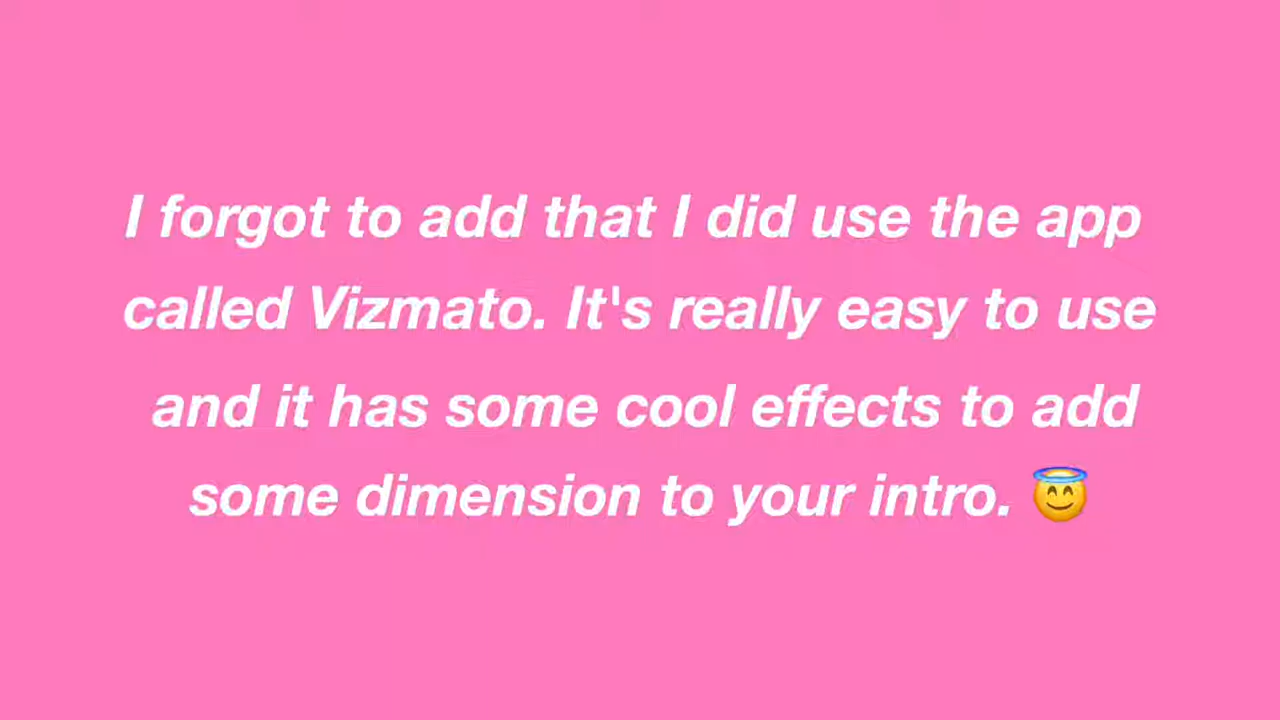 I forgot to add that I did use the app
called Vizmato. It's really easy to use
and it has some cool effects to add
some dimension to your intro. 😇